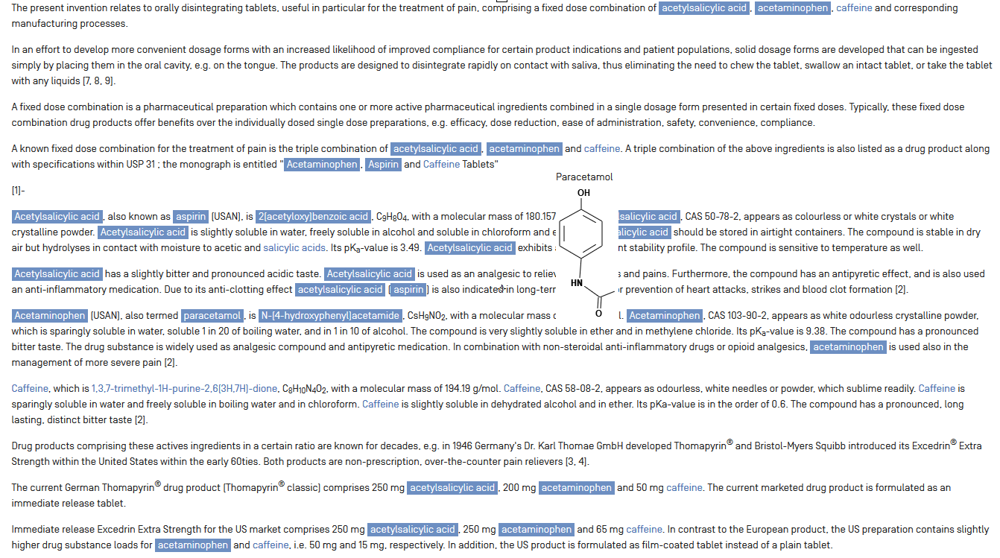 The present invention relates to orally disintegrating tablets, useful in particular for the treatment of pain, comprising a fixed dose combination of acetylsalicylic acid, acetaminophen, caffeine and corresponding
manufacturing processes.
In an effort to develop more convenient dosage forms with an increased likelihood of improved compliance for certain product indications and patient populations, solid dosage forms are developed that can be ingested
simply by placing them in the oral cavity, e.g. on the tongue. The products are designed to disintegrate rapidly on contact with saliva, thus eliminating the need to chew the tablet, swallow an intact tablet, or take the tablet
with any liquids [7, 8, 9].
A fixed dose combination is a pharmaceutical preparation which contains one or more active pharmaceutical ingredients combined in a single dosage form presented in certain fixed doses. Typically, these fixed dose
combination drug products offer benefits over the individually dosed single dose preparations, e.g. efficacy, dose reduction, ease of administration, safety, convenience, compliance.
A known fixed dose combination for the treatment of pain is the triple combination of acetylsalicylic acid, acetaminophen and caffeine. A triple combination of the above ingredients is also listed as a drug product along
with specifications within USP 31; the monograph is entitled "Acetaminophen, Aspirin and Caffeine Tablets"
[1]-
Paracetamol
OH
HN
O
Acetylsalicylic acid, also known as aspirin (USAN), is 2(acetyloxy)benzoic acid, C9H8O4, with a molecular mass of 180.157 salicylic acid, CAS 50-78-2, appears as colourless or white crystals or white
crystalline powder. Acetylsalicylic acid is slightly soluble in water, freely soluble in alcohol and soluble in chloroform and alicylic acid should be stored in airtight containers. The compound is stable in dry
air but hydrolyses in contact with moisture to acetic and salicylic acids. Its pKa-value is 3.49. Acetylsalicylic acid exhibits nt stability profile. The compound is sensitive to temperature as well.
Acetylsalicylic acid has a slightly bitter and pronounced acidic taste. Acetylsalicylic acid is used as an analgesic to reliev s and pains. Furthermore, the compound has an antipyretic effect, and is also used
an anti-inflammatory medication. Due to its anti-clotting effect acetylsalicylic acid (aspirin) is also indicated in long-terr r prevention of heart attacks, strikes and blood clot formation [2].
Acetaminophen (USAN), also termed paracetamol, is N-(4-hydroxyphenyl)acetamide, C8H9NO2, with a molecular mass l. Acetaminophen, CAS 103-90-2, appears as white odourless crystalline powder,
which is sparingly soluble in water, soluble 1 in 20 of boiling water, and in 1 in 10 of alcohol. The compound is very slightly soluble in ether and in methylene chloride. Its pKa-value is 9.38. The compound has a pronounced
bitter taste. The drug substance is widely used as analgesic compound and antipyretic medication. In combination with non-steroidal anti-inflammatory drugs or opioid analgesics, acetaminophen is used also in the
management of more severe pain [2].
Caffeine, which is 1,3,7-trimethyl-1H-purine-2,6(3H,7H)-dione, C8H10N4O2, with a molecular mass of 194.19 g/mol. Caffeine, CAS 58-08-2, appears as odourless, white needles or powder, which sublime readily. Caffeine is
sparingly soluble in water and freely soluble in boiling water and in chloroform. Caffeine is slightly soluble in dehydrated alcohol and in ether. Its pKa-value is in the order of 0.6. The compound has a pronounced, long
lasting, distinct bitter taste [2].
Drug products comprising these actives ingredients in a certain ratio are known for decades, e.g. in 1946 Germany's Dr. Karl Thomae GmbH developed Thomapyrin® and Bristol-Myers Squibb introduced its Excedrin® Extra
Strength within the United States within the early 60ties. Both products are non-prescription, over-the-counter pain relievers [3, 4].
The current German Thomapyrin® drug product (Thomapyrin® classic) comprises 250 mg acetylsalicylic acid, 200 mg acetaminophen and 50 mg caffeine. The current marketed drug product is formulated as an
immediate release tablet.
Immediate release Excedrin Extra Strength for the US market comprises 250 mg acetylsalicylic acid, 250 mg acetaminophen and 65 mg caffeine. In contrast to the European product, the US preparation contains slightly
higher drug substance loads for acetaminophen and caffeine, i.e. 50 mg and 15 mg, respectively. In addition, the US product is formulated as film-coated tablet instead of a plain tablet.